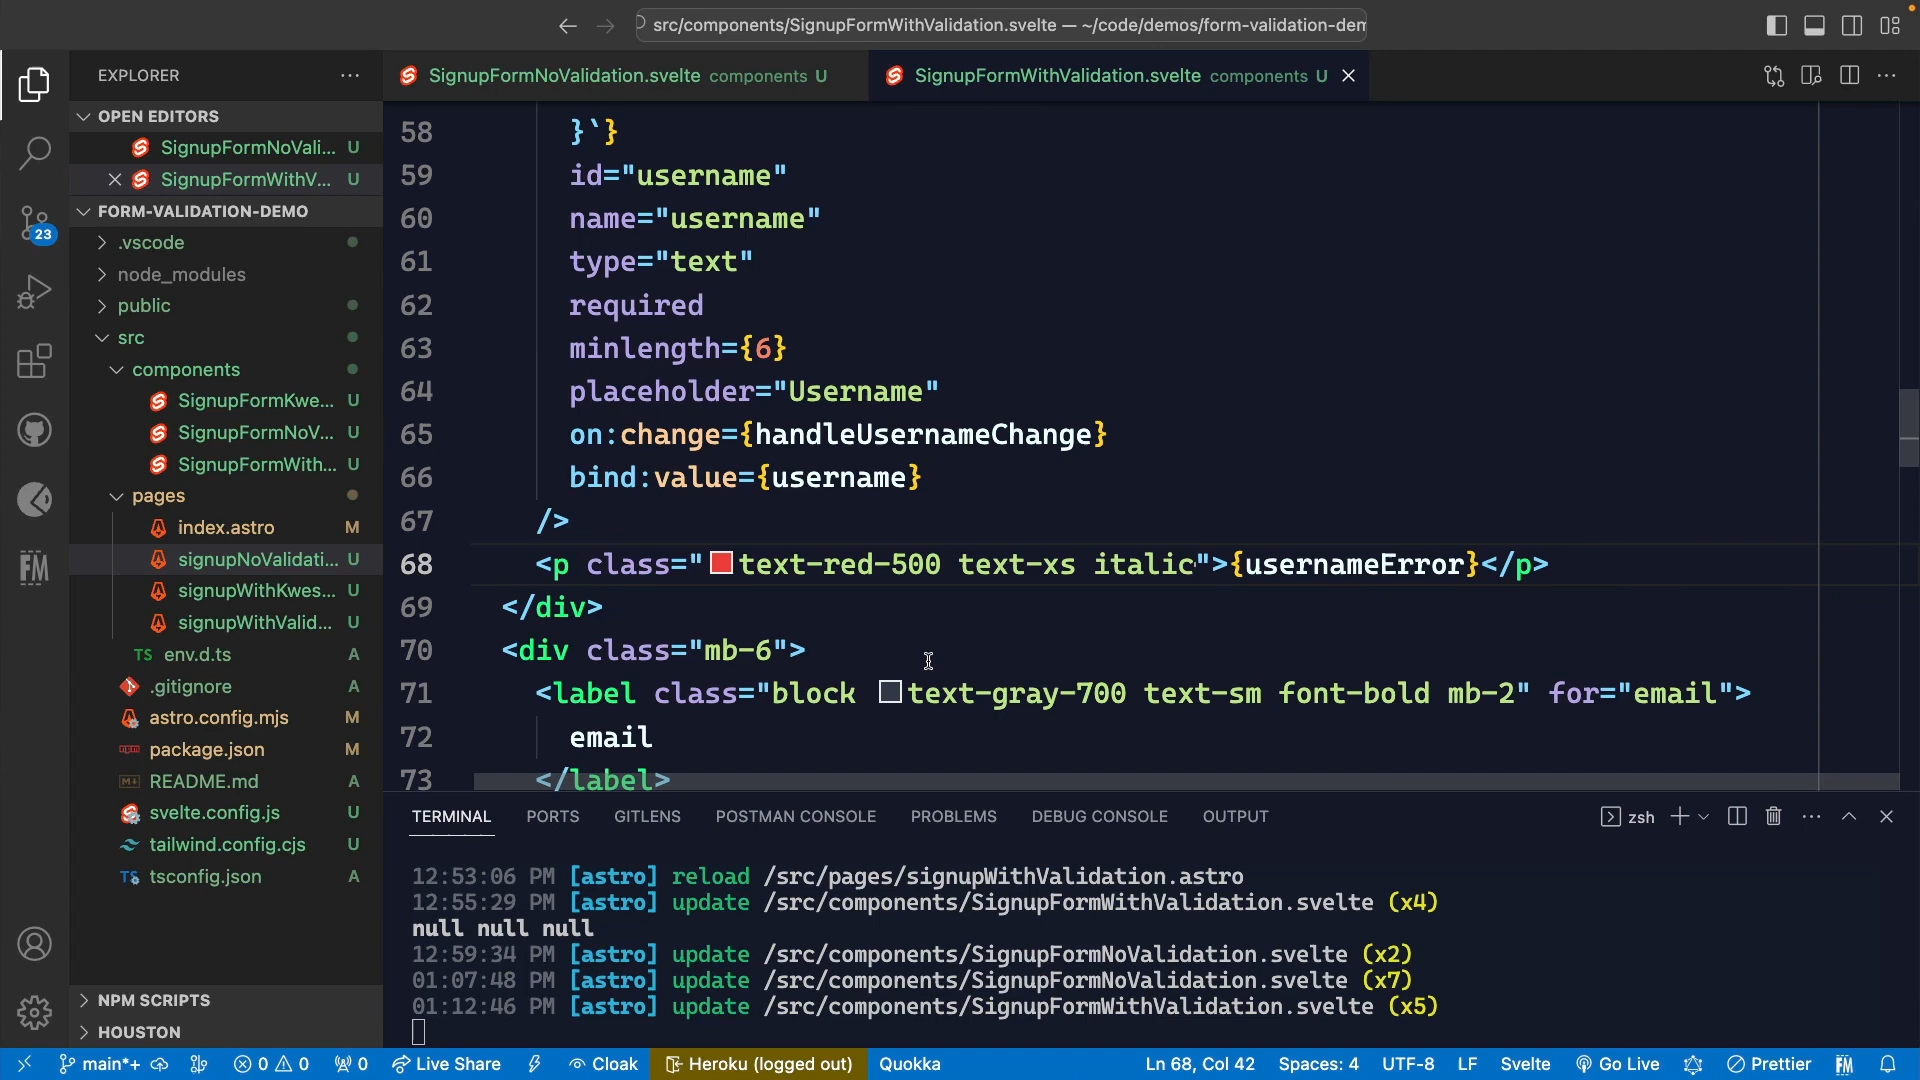 src/components/SignupFormWithValidation.svelte — ~/code/demos/form-validation-dem
EXPLORER
SignupFormNoValidation.svelte components U
SignupFormWithValidation.svelte components U
OPEN EDITORS
SignupFormNoVali... U
SignupFormWithV... U
FORM-VALIDATION-DEMO
.vscode
node_modules
public
src
components
SignupFormKwe... U
SignupFormNoV... U
SignupFormWith... U
pages
index.astro M
signupNoValidati... U
signupWithKwes... U
signupWithValid... U
TS env.d.ts A
.gitignore A
astro.config.mjs M
package.json M
README.md A
svelte.config.js U
tailwind.config.cjs U
TS tsconfig.json A
NPM SCRIPTS
HOUSTON
23
FM
58 }`}
59 id="username"
60 name="username"
61 type="text"
62 required
63 minlength={6}
64 placeholder="Username"
65 on:change={handleUsernameChange}
66 bind:value={username}
67 />
68 <p class="text-red-500 text-xs italic">{usernameError}</p>
69 </div>
70 <div class="mb-6">
71 <label class="block text-gray-700 text-sm font-bold mb-2" for="email">
72 email
73 </label>
TERMINAL PORTS GITLENS POSTMAN CONSOLE PROBLEMS DEBUG CONSOLE OUTPUT zsh
12:53:06 PM [astro] reload /src/pages/signupWithValidation.astro
12:55:29 PM [astro] update /src/components/SignupFormWithValidation.svelte (x4)
null null null
12:59:34 PM [astro] update /src/components/SignupFormNoValidation.svelte (x2)
01:07:48 PM [astro] update /src/components/SignupFormNoValidation.svelte (x7)
01:12:46 PM [astro] update /src/components/SignupFormWithValidation.svelte (x5)
main*+ 0 0 0 Live Share Cloak Heroku (logged out) Quokka Ln 68, Col 42 Spaces: 4 UTF-8 LF Svelte Go Live Prettier FM